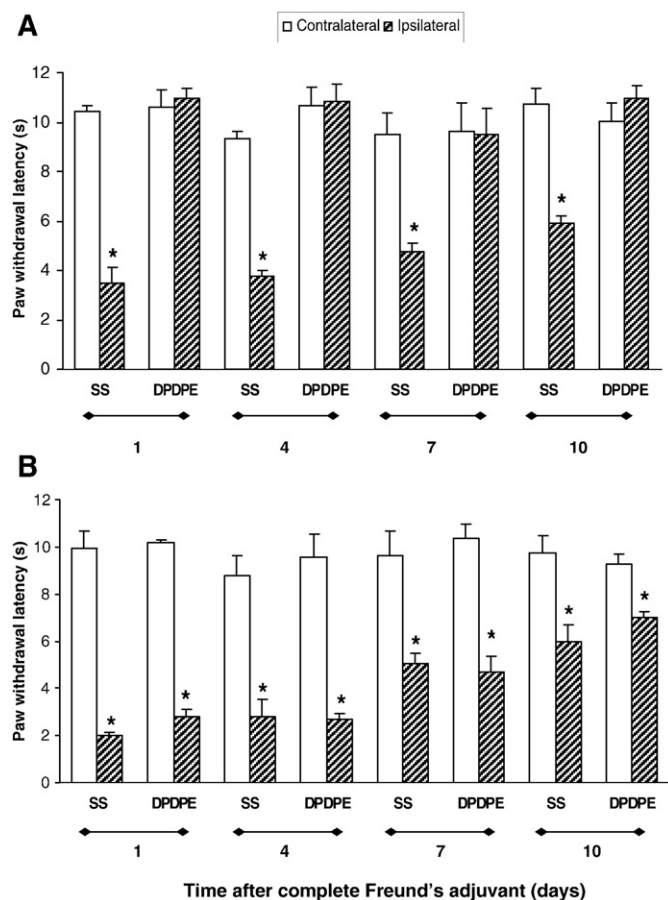 A
Contralateral Ipsilateral
Paw withdrawal latency (s)
12
10
8
6
4
2
0
* * * *
SS DPDPE SS DPDPE SS DPDPE SS DPDPE
1 4 7 10
B
Paw withdrawal latency (s)
12
10
8
6
4
2
0
* * * * * * * *
SS DPDPE SS DPDPE SS DPDPE SS DPDPE
1 4 7 10
Time after complete Freund's adjuvant (days)